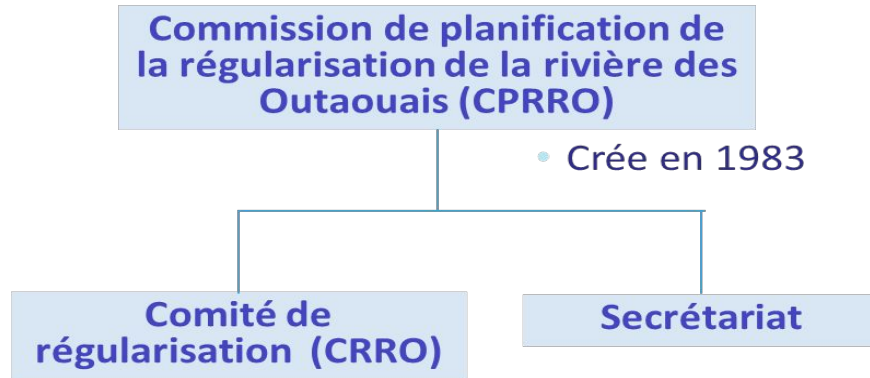 Commission de planification de
la régularisation de la rivière des
Outaouais (CPRRO)
• Crée en 1983
Comité de
régularisation (CRRO)
Secrétariat